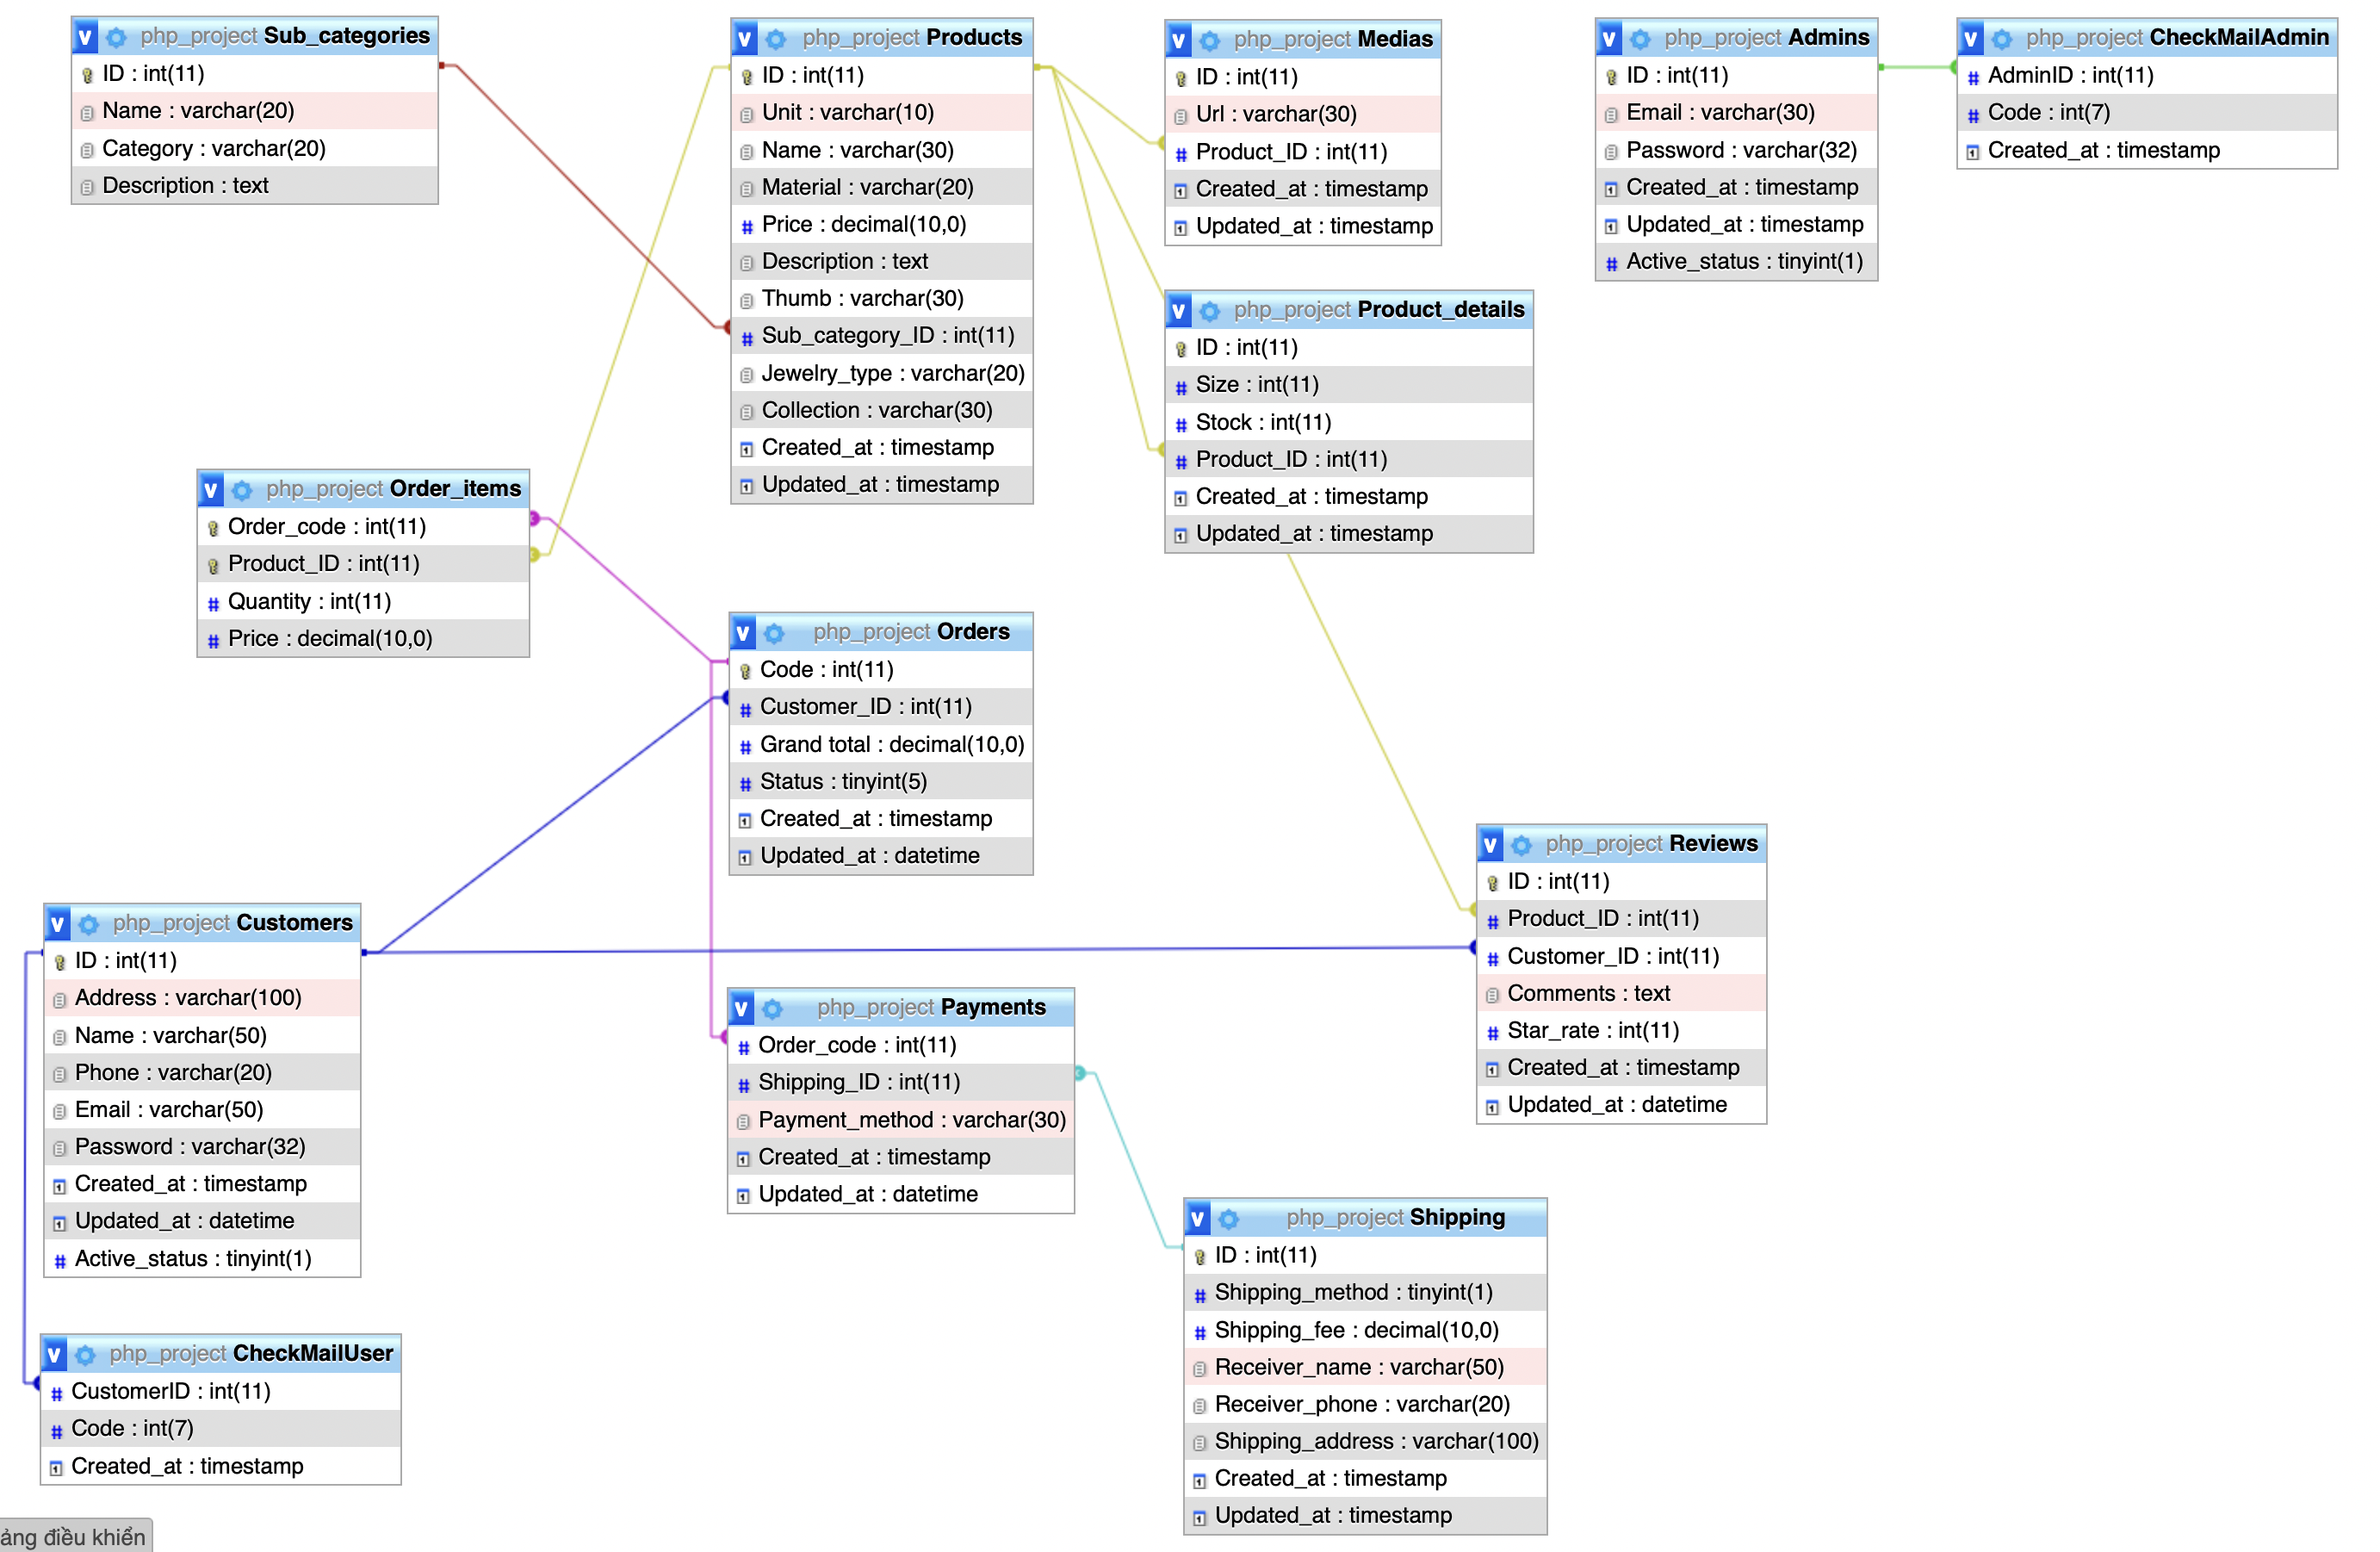 v php_project Sub_categories
ID : int(11)
Name : varchar(20)
Category : varchar(20)
Description : text
v php_project Products
ID : int(11)
Unit : varchar(10)
Name : varchar(30)
Material : varchar(20)
# Price : decimal(10,0)
Description : text
Thumb : varchar(30)
# Sub_category_ID : int(11)
Jewelry_type : varchar(20)
Collection : varchar(30)
Created_at : timestamp
Updated_at : timestamp
v php_project Medias
ID : int(11)
Url : varchar(30)
# Product_ID : int(11)
Created_at : timestamp
Updated_at : timestamp
v php_project Admins
ID : int(11)
Email : varchar(30)
Password : varchar(32)
Created_at : timestamp
Updated_at : timestamp
# Active_status : tinyint(1)
v php_project CheckMailAdmin
# AdminID : int(11)
# Code : int(7)
Created_at : timestamp
v php_project Product_details
ID : int(11)
# Size : int(11)
# Stock : int(11)
# Product_ID : int(11)
Created_at : timestamp
Updated_at : timestamp
v php_project Order_items
Order_code : int(11)
Product_ID : int(11)
# Quantity : int(11)
# Price : decimal(10,0)
v php_project Orders
Code : int(11)
# Customer_ID : int(11)
# Grand total : decimal(10,0)
# Status : tinyint(5)
Created_at : timestamp
Updated_at : datetime
v php_project Reviews
ID : int(11)
# Product_ID : int(11)
# Customer_ID : int(11)
Comments : text
# Star_rate : int(11)
Created_at : timestamp
Updated_at : datetime
v php_project Customers
ID : int(11)
Address : varchar(100)
Name : varchar(50)
Phone : varchar(20)
Email : varchar(50)
Password : varchar(32)
Created_at : timestamp
Updated_at : datetime
# Active_status : tinyint(1)
v php_project Payments
# Order_code : int(11)
# Shipping_ID : int(11)
Payment_method : varchar(30)
Created_at : timestamp
Updated_at : datetime
v php_project Shipping
ID : int(11)
# Shipping_method : tinyint(1)
# Shipping_fee : decimal(10,0)
Receiver_name : varchar(50)
Receiver_phone : varchar(20)
Shipping_address : varchar(100)
Created_at : timestamp
Updated_at : timestamp
v php_project CheckMailUser
# CustomerID : int(11)
# Code : int(7)
Created_at : timestamp
ảng điều khiển